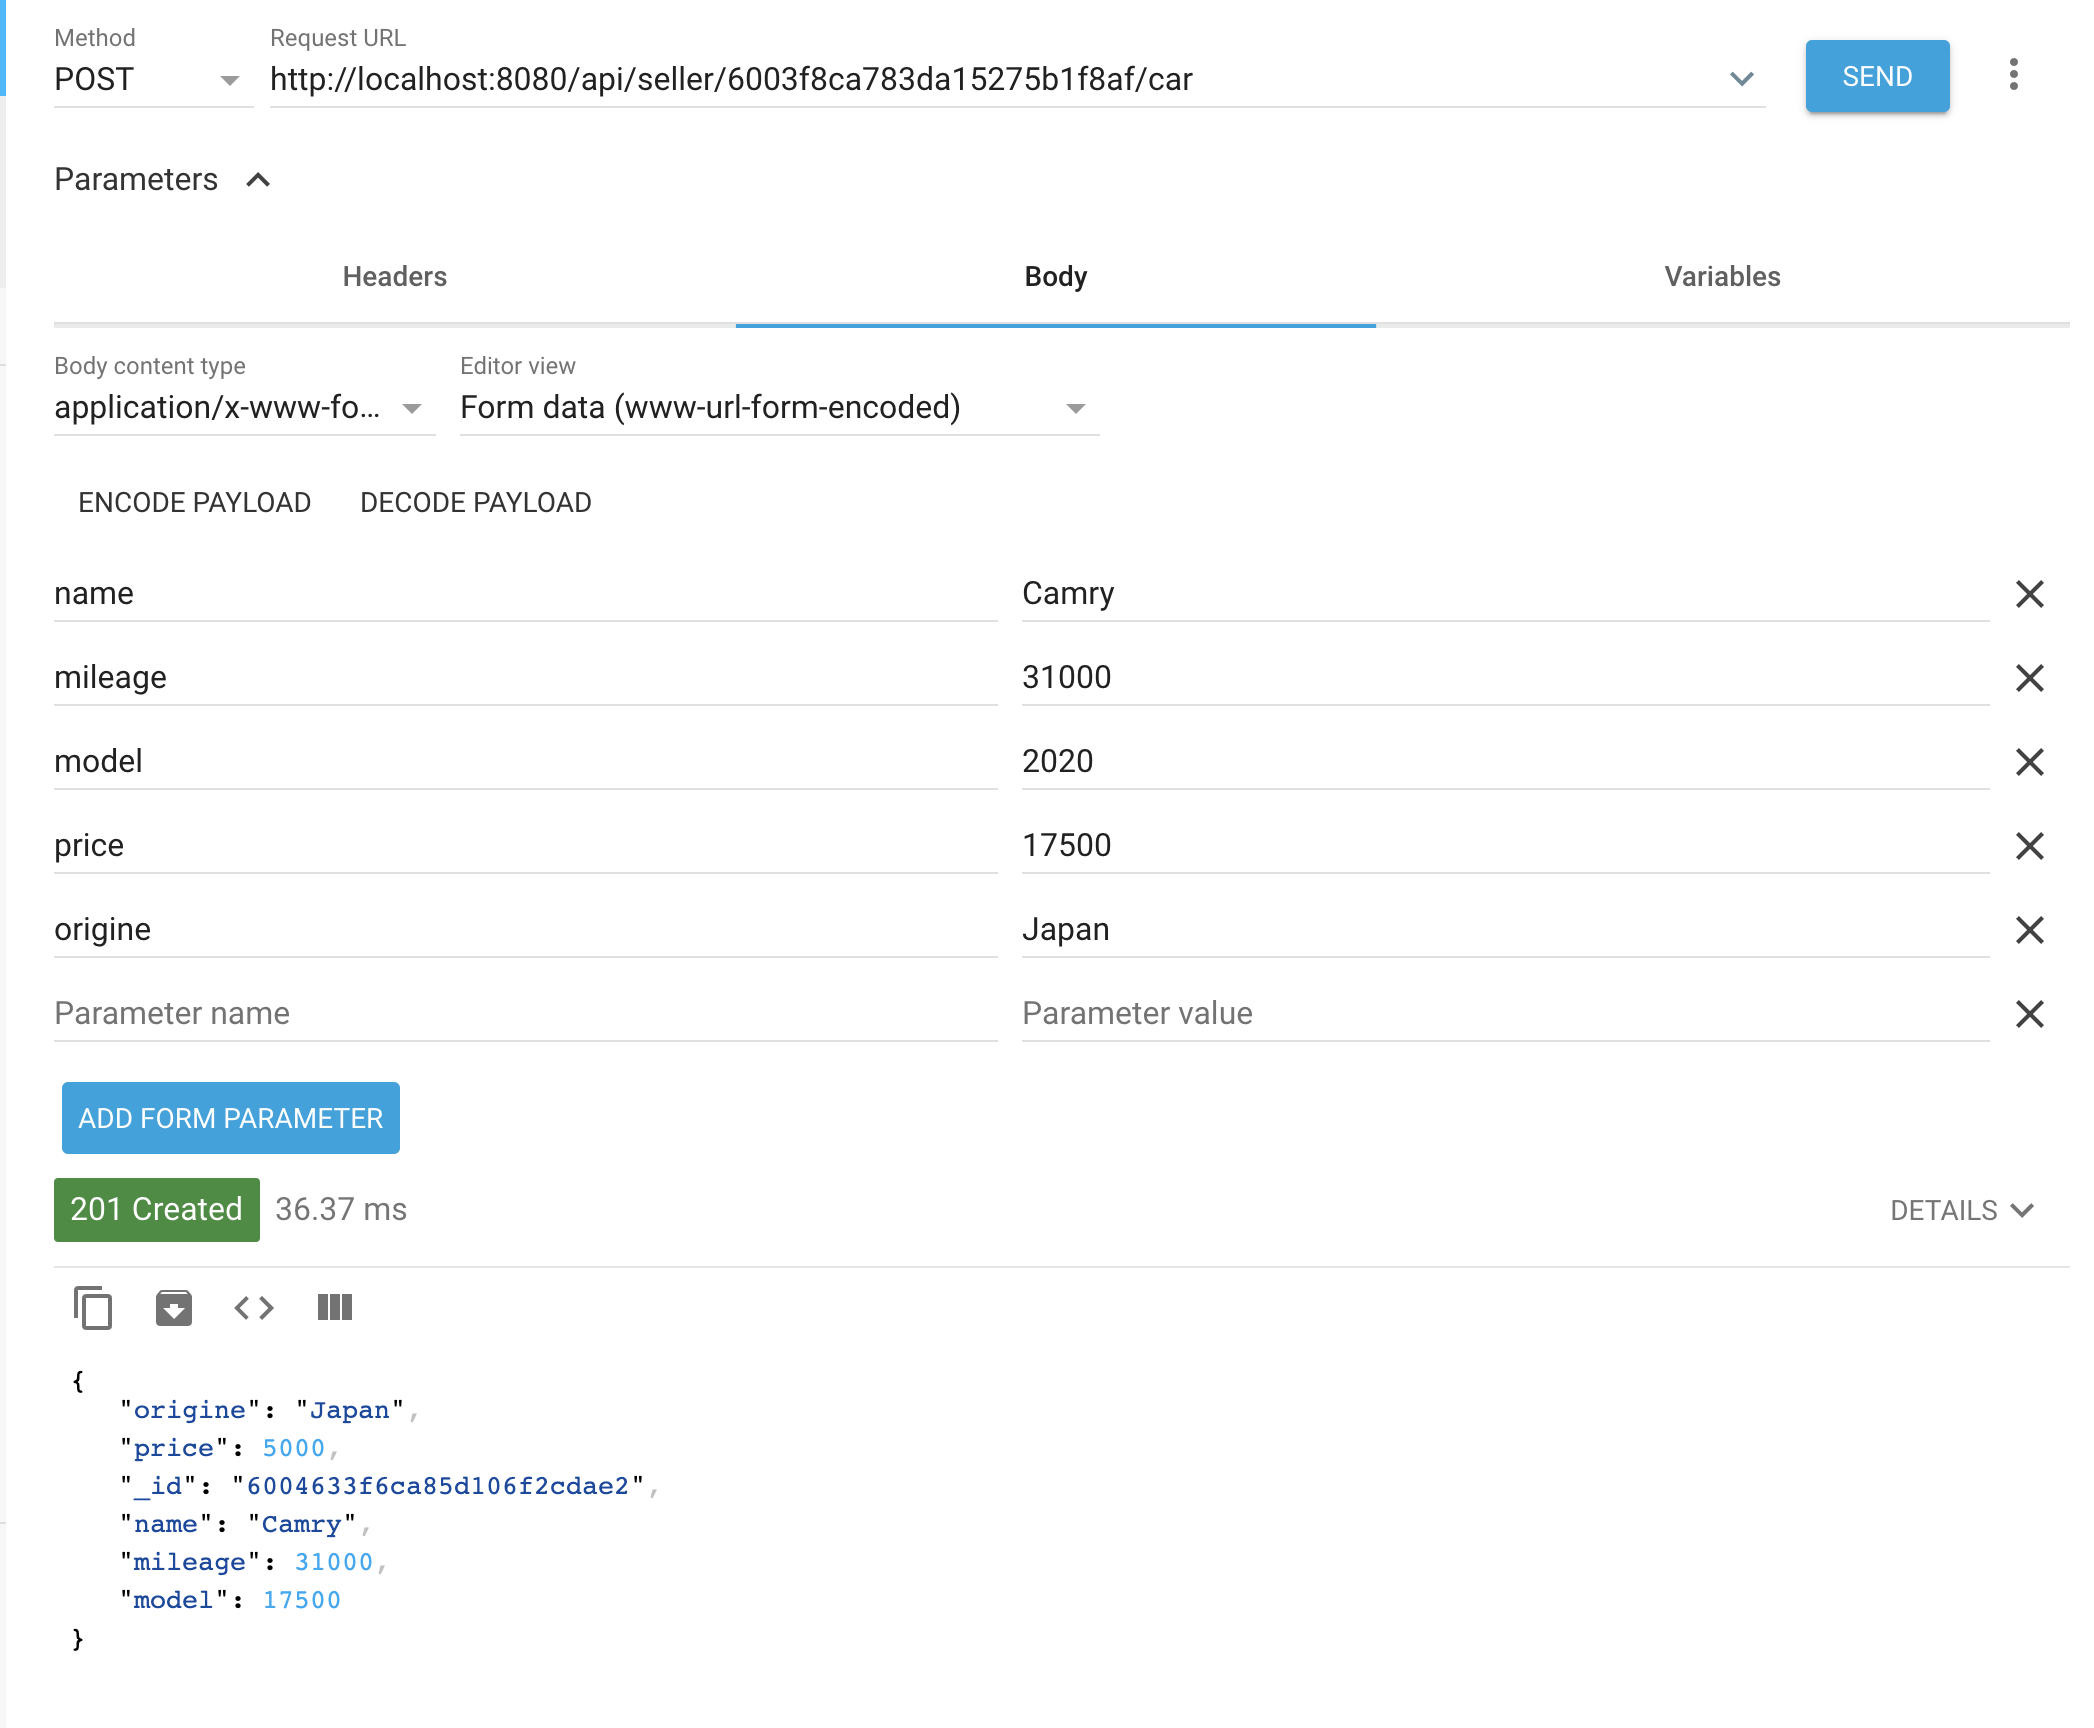 Method
Request URL
POST
http://localhost:8080/api/seller/6003f8ca783da15275b1f8af/car
SEND
Parameters
Headers
Body
Variables
Body content type
Editor view
application/x-www-fo...
Form data (www-url-form-encoded)
ENCODE PAYLOAD
DECODE PAYLOAD
name
Camry
mileage
31000
model
2020
price
17500
origine
Japan
Parameter name
Parameter value
ADD FORM PARAMETER
201 Created
36.37 ms
DETAILS
{
"origine": "Japan",
"price": 5000,
"_id": "6004633f6ca85d106f2cdae2",
"name": "Camry",
"mileage": 31000,
"model": 17500
}